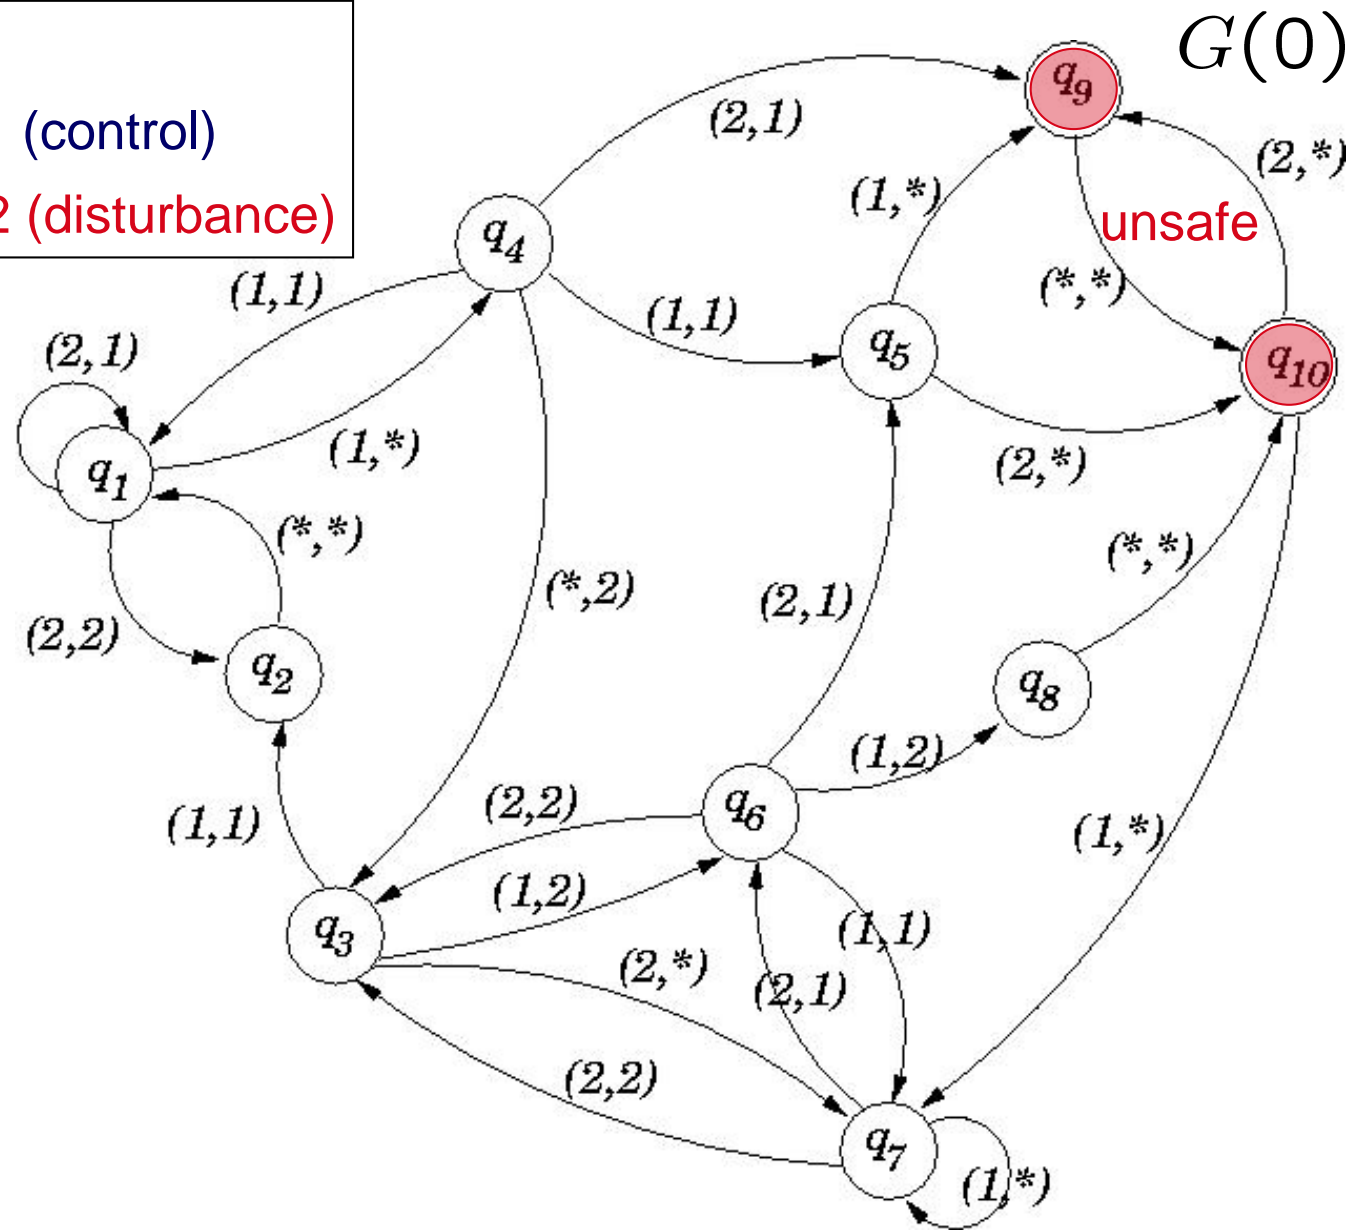 G(0)
(control)
2 (disturbance)
q9
(2,1)
(2,*)
(1,*)
unsafe
q4
(*,*)
(1,1)
(1,1)
q5
q10
(2,1)
(1,*)
(2,*)
q1
(*,*)
(*,*)
(*,2)
(2,1)
(2,2)
q2
q8
(1,2)
(2,2)
q6
(1,1)
(1,*)
(1,2)
(1,1)
q3
(2,*)
(2,1)
(2,2)
q7
(1,*)